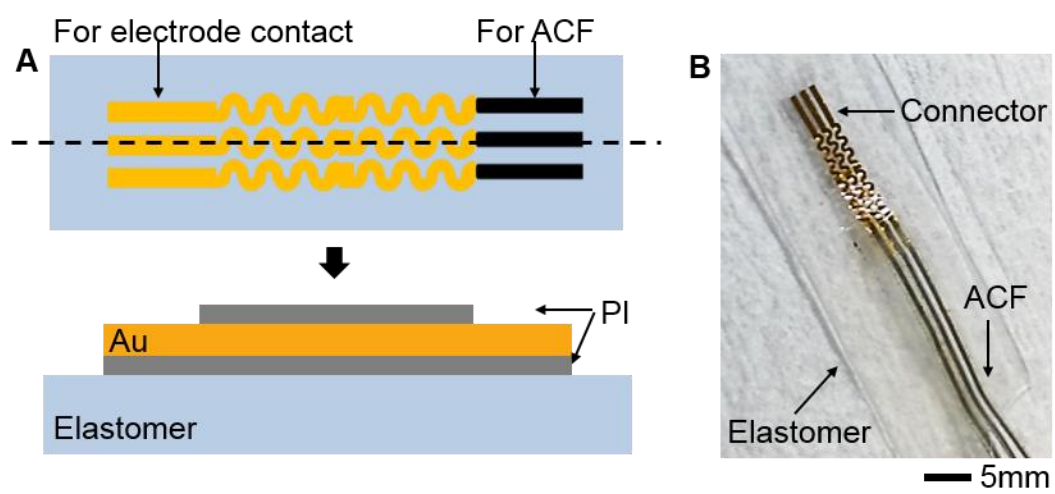 For electrode contact
For ACF
A
PI
Au
Elastomer
B
Connector
ACF
Elastomer
5mm